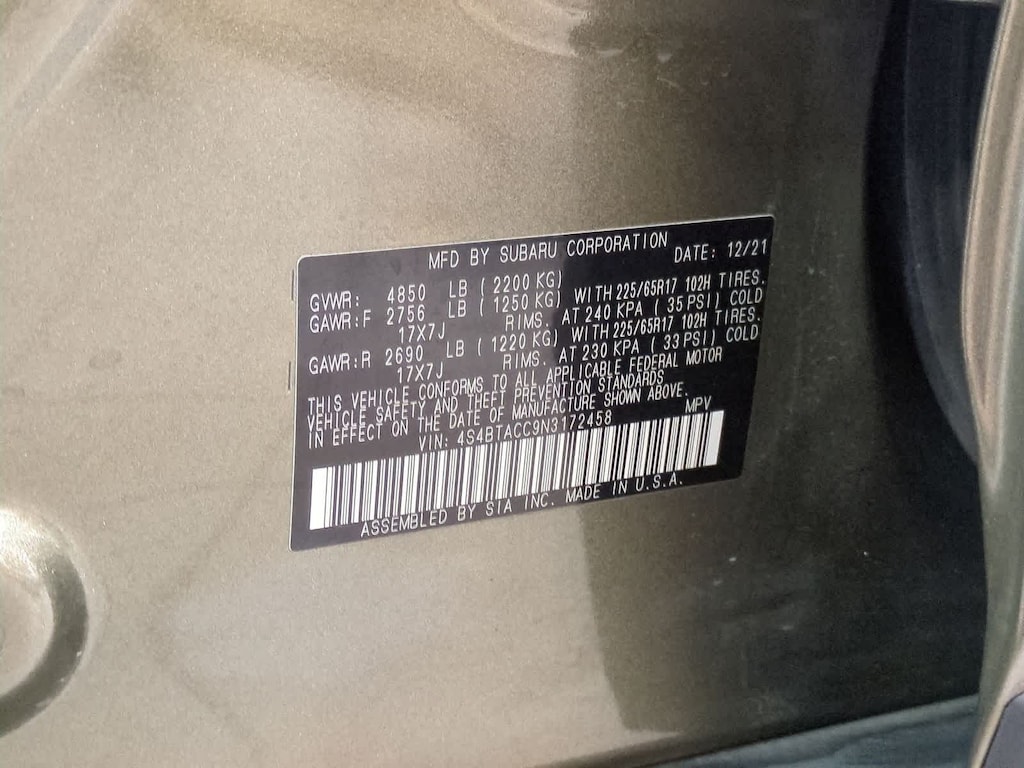 MFD BY SUBARU CORPORATION DATE: 12/21
GVWR: 4850 LB (2200 KG)
GAWR:F 2756 LB (1250 KG) WITH 225/65R17 102H TIRES.
17X7J RIMS. AT 240 KPA (35 PSI) COLD
GAWR:R 2690 LB (1220 KG) WITH 225/65R17 102H TIRES.
17X7J RIMS. AT 230 KPA (33 PSI) COLD
THIS VEHICLE CONFORMS TO ALL APPLICABLE FEDERAL MOTOR
VEHICLE SAFETY AND THEFT PREVENTION STANDARDS
IN EFFECT ON THE DATE OF MANUFACTURE SHOWN ABOVE.
VIN: 4S4BTACC9N3172458 MPV
ASSEMBLED BY SIA INC. MADE IN U.S.A.